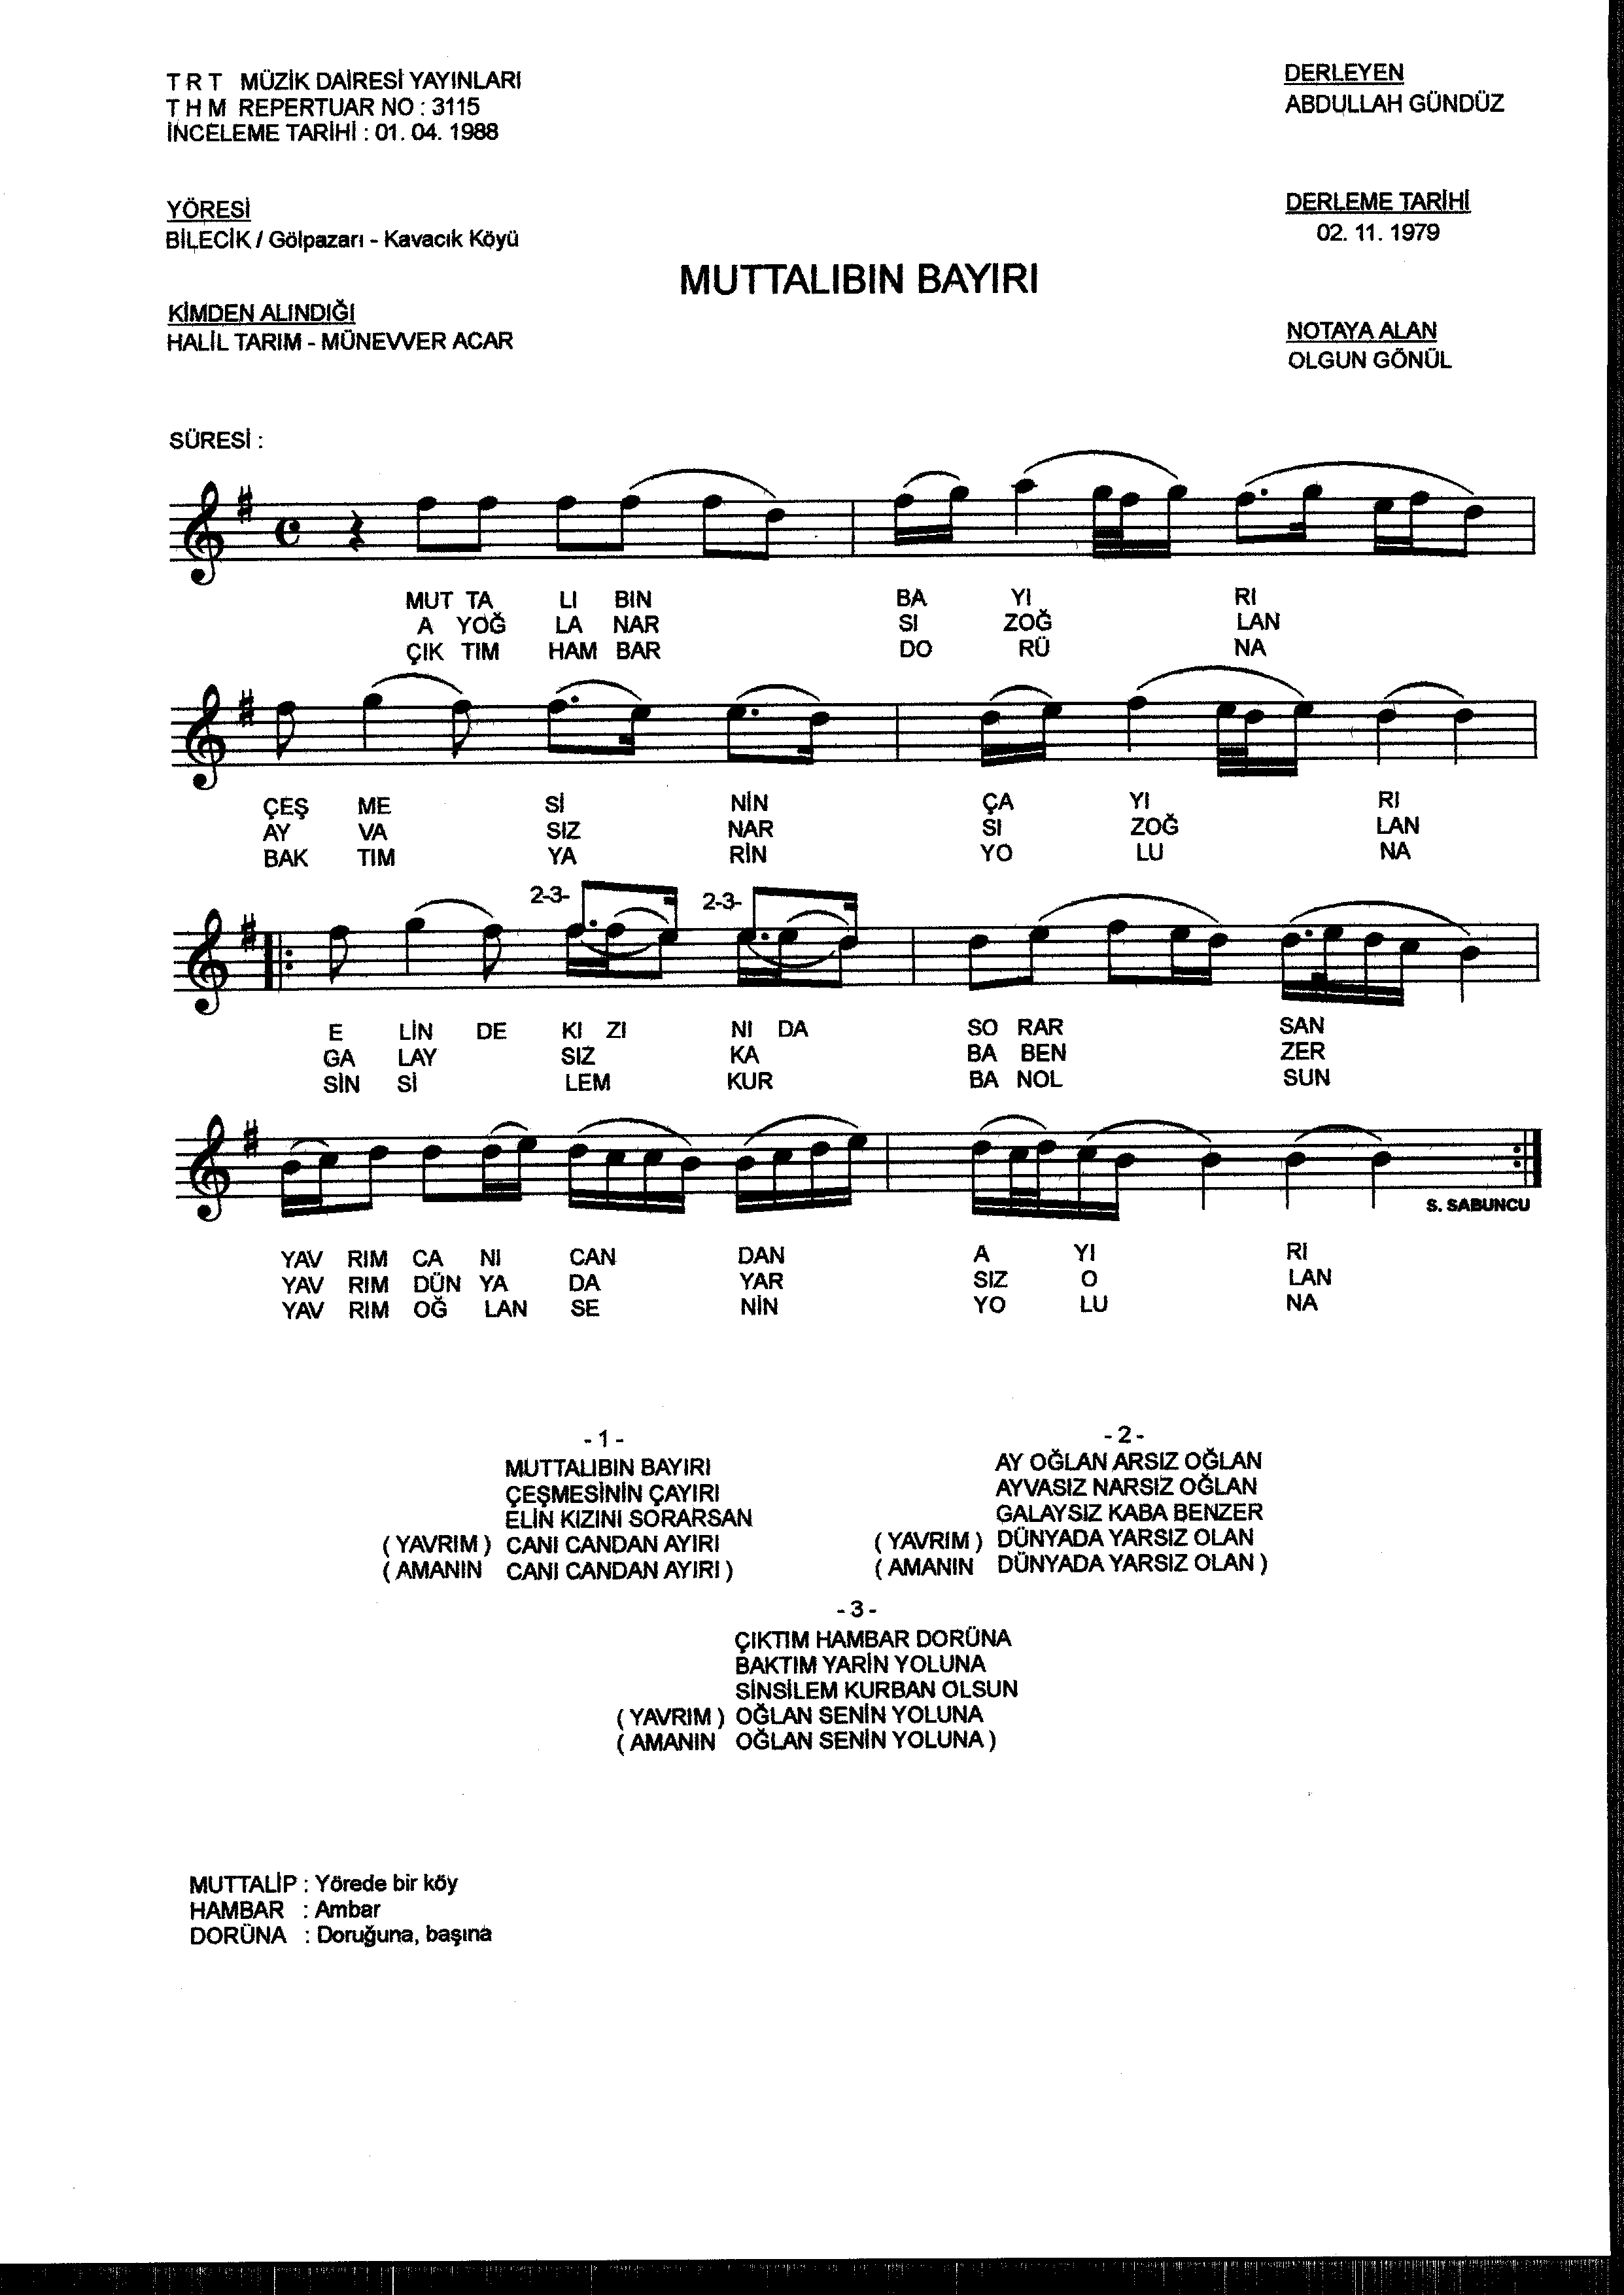 T R T MÜZİK DAİRESİ YAYINLARI
T H M REPERTUAR NO : 3115
İNCELEME TARİHİ : 01. 04. 1988
DERLEYEN
ABDULLAH GÜNDÜZ
YÖRESİ
BİLECİK / Gölpazarı - Kavacık Köyü
DERLEME TARİHİ
02. 11. 1979
MUTTALIBIN BAYIRI
KİMDEN ALINDIĞI
HALİL TARIM - MÜNEVVER ACAR
NOTAYA ALAN
OLGUN GÖNÜL
SÜRESİ :
MUT TA LI BIN BA YI RI
A YOĞ LA NAR SI ZOĞ LAN
ÇIK TIM HAM BAR DO RÜ NA
ÇEŞ ME Sİ NİN ÇA YI RI
AY VA SIZ NAR SI ZOĞ LAN
BAK TIM YA RİN YO LU NA
2-3- 2-3-
E LİN DE KI ZI NI DA SO RAR SAN
GA LAY SIZ KA BA BEN ZER
SİN Sİ LEM KUR BA NOL SUN
S. SABUNCU
YAV RIM CA NI CAN DAN A YI RI
YAV RIM DÜN YA DA YAR SIZ O LAN
YAV RIM OĞ LAN SE NİN YO LU NA
- 1 -
MUTTALIBIN BAYIRI
ÇEŞMESİNİN ÇAYIRI
ELİN KIZINI SORARSAN
( YAVRIM ) CANI CANDAN AYIRI
( AMANIN CANI CANDAN AYIRI )
- 2 -
AY OĞLAN ARSIZ OĞLAN
AYVASIZ NARSIZ OĞLAN
GALAYSIZ KABA BENZER
( YAVRIM ) DÜNYADA YARSIZ OLAN
( AMANIN DÜNYADA YARSIZ OLAN )
- 3 -
ÇIKTIM HAMBAR DORÜNA
BAKTIM YARİN YOLUNA
SİNSİLEM KURBAN OLSUN
( YAVRIM ) OĞLAN SENİN YOLUNA
( AMANIN OĞLAN SENİN YOLUNA )
MUTTALİP : Yörede bir köy
HAMBAR : Ambar
DORÜNA : Doruğuna, başına